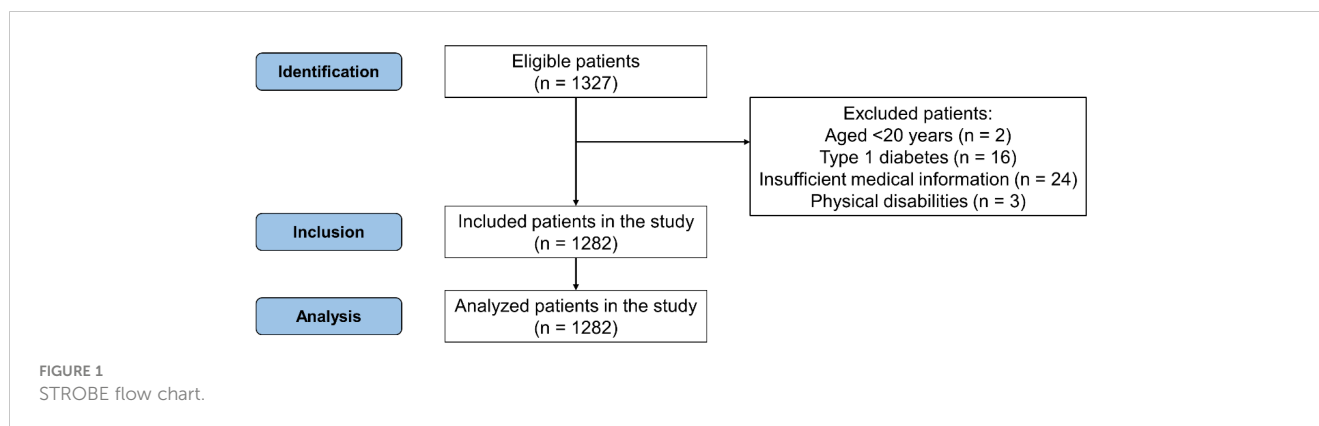 Identification
Eligible patients
(n = 1327)
Excluded patients:
Aged <20 years (n = 2)
Type 1 diabetes (n = 16)
Insufficient medical information (n = 24)
Physical disabilities (n = 3)
Inclusion
Included patients in the study
(n = 1282)
Analysis
Analyzed patients in the study
(n = 1282)
FIGURE 1
STROBE flow chart.